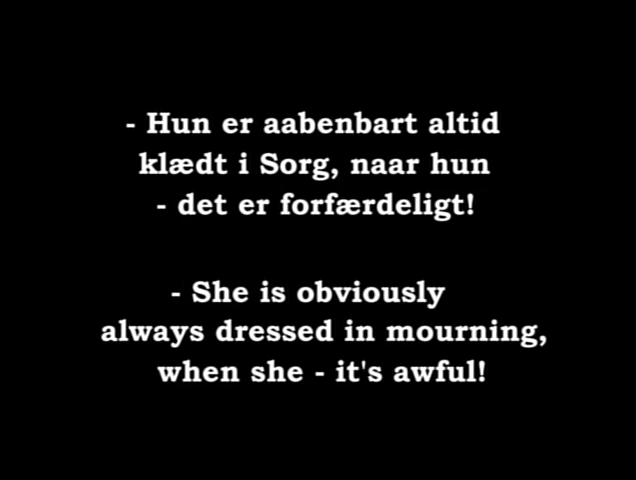 - Hun er aabenbart altid
klædt i Sorg, naar hun
- det er forfærdeligt!
- She is obviously
always dressed in mourning,
when she - it's awful!